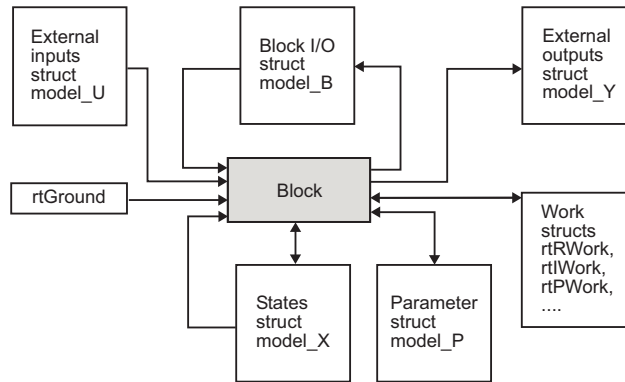 External
inputs
struct
model_U
Block I/O
struct
model_B
External
outputs
struct
model_Y
Block
rtGround
Work
structs
rtRWork,
rtIWork,
rtPWork,
....
States
struct
model_X
Parameter
struct
model_P